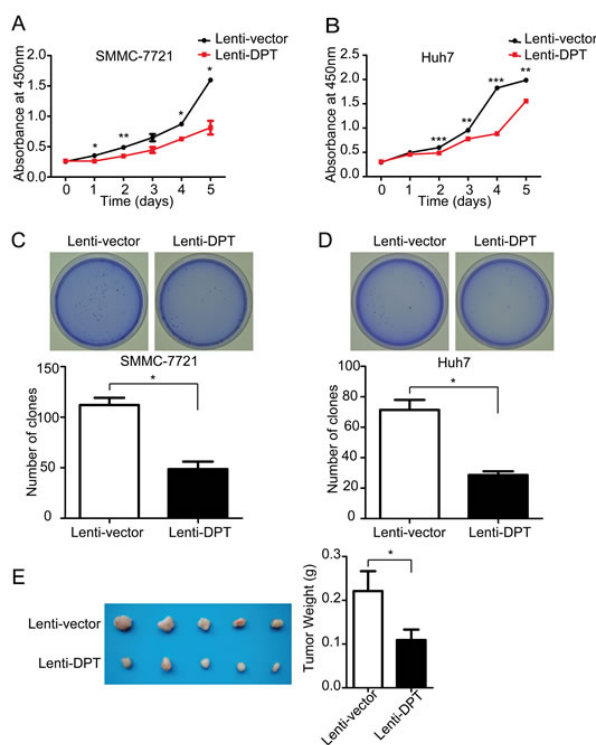 A
SMMC-7721
Lenti-vector
Lenti-DPT
Absorbance at 450nm
2.0
1.5
1.0
0.5
0.0
* ** * *
0 1 2 3 4 5
Time (days)
B
Huh7
Lenti-vector
Lenti-DPT
Absorbance at 450nm
2.5
2.0
1.5
1.0
0.5
0.0
*** ** *** **
0 1 2 3 4 5
Time (days)
C
Lenti-vector Lenti-DPT
SMMC-7721
Number of clones
150
100
50
0
*
Lenti-vector Lenti-DPT
D
Lenti-vector Lenti-DPT
Huh7
Number of clones
100
80
60
40
20
0
*
Lenti-vector Lenti-DPT
E
Lenti-vector
Lenti-DPT
Tumor Weight (g)
0.3
0.2
0.1
0.0
*
Lenti-vector
Lenti-DPT